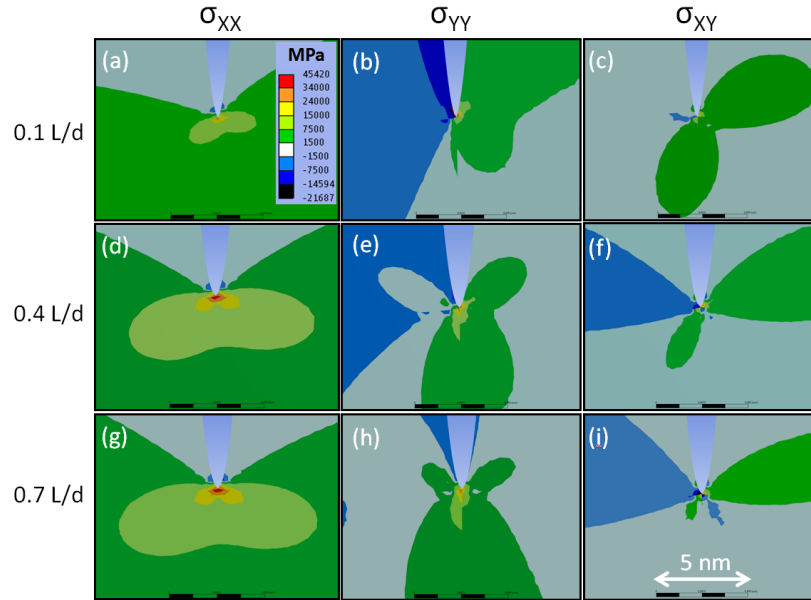 σXX σYY σXY
(a) (b) (c)
MPa
45420
34000
24000
15000
7500
1500
-1500
-7500
-14594
-21687
0.1 L/d
(d) (e) (f)
0.4 L/d
(g) (h) (i)
0.7 L/d
5 nm